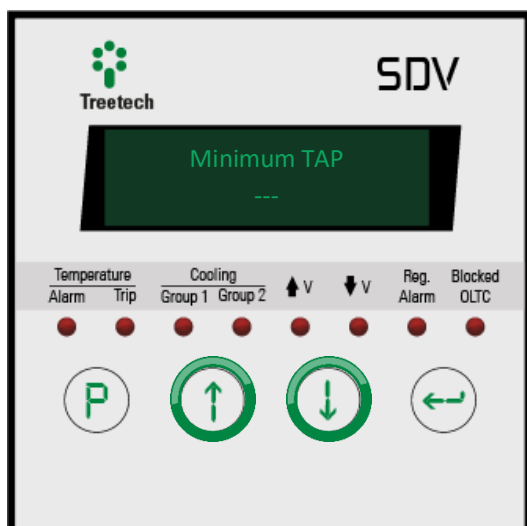 Treetech
SDV
Minimum TAP
---
Temperature
Cooling
Alarm Trip
Group 1 Group 2
V
V
Reg.
Alarm
Blocked
OLTC
P